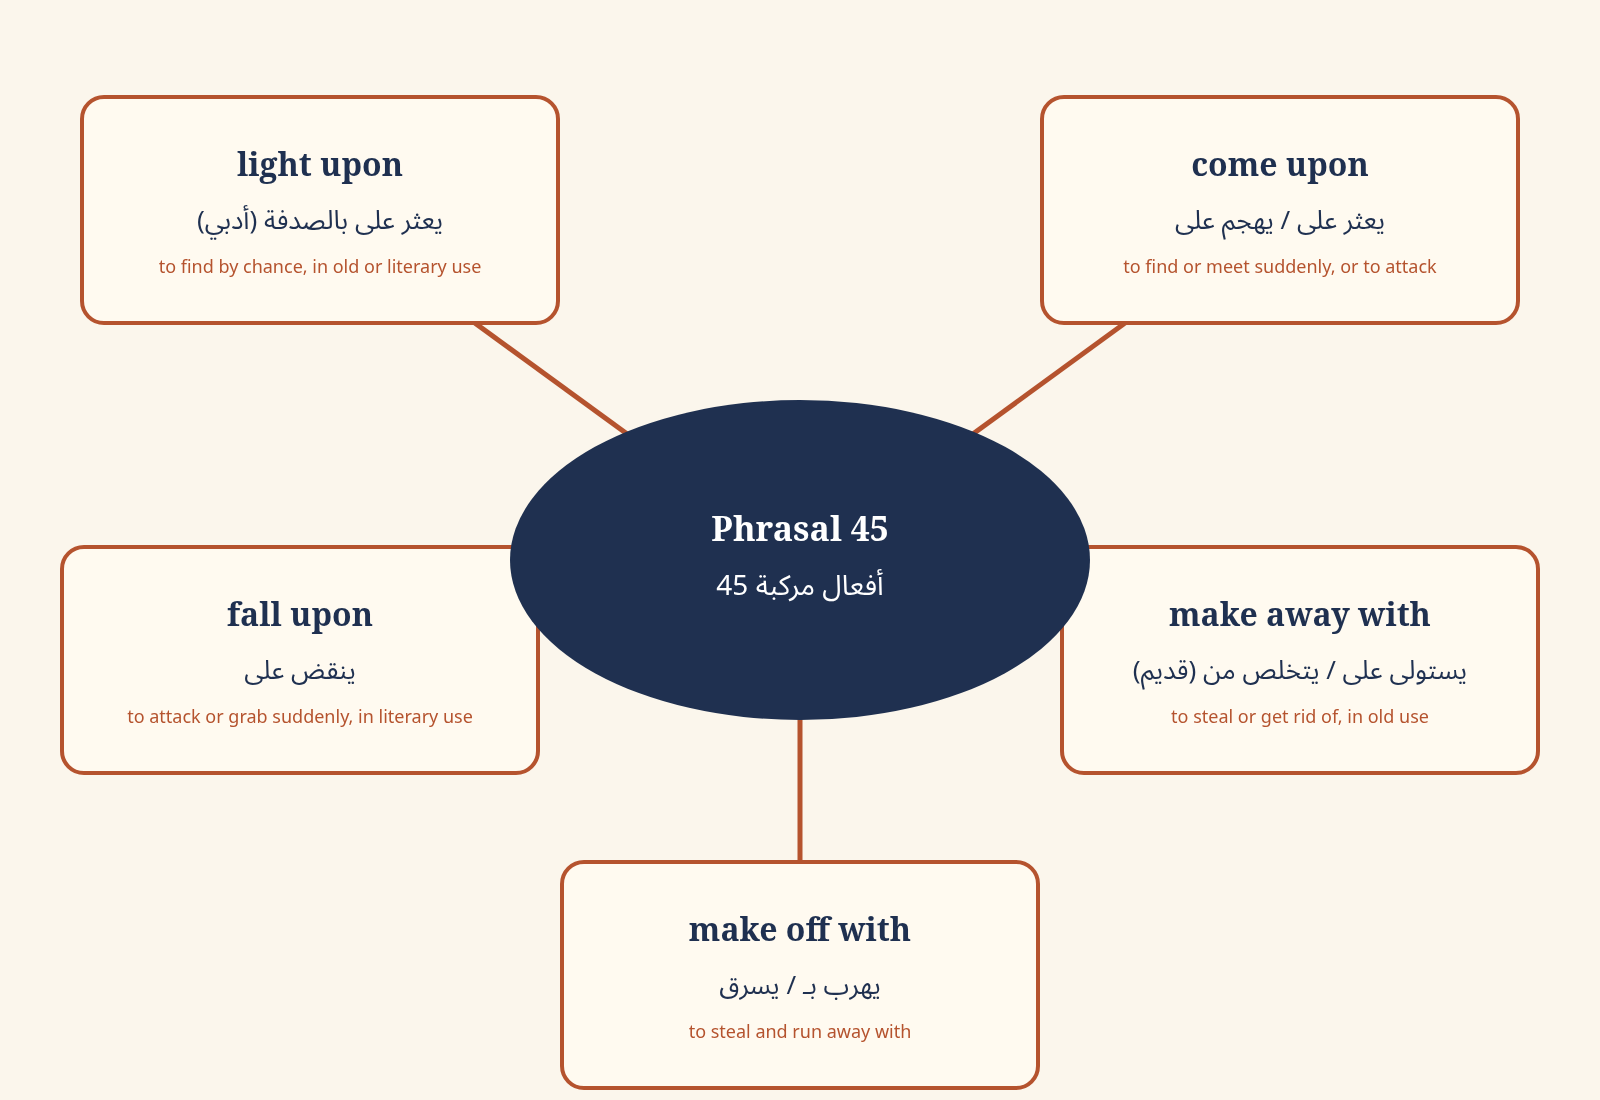 light upon
يعثر على بالصدفة (أدبي)
to find by chance, in old or literary use
come upon
يعثر على / يهجم على
to find or meet suddenly, or to attack
Phrasal 45
أفعال مركبة 45
fall upon
ينقض على
to attack or grab suddenly, in literary use
make away with
يستولى على / يتخلص من (قديم)
to steal or get rid of, in old use
make off with
يهرب بـ / يسرق
to steal and run away with